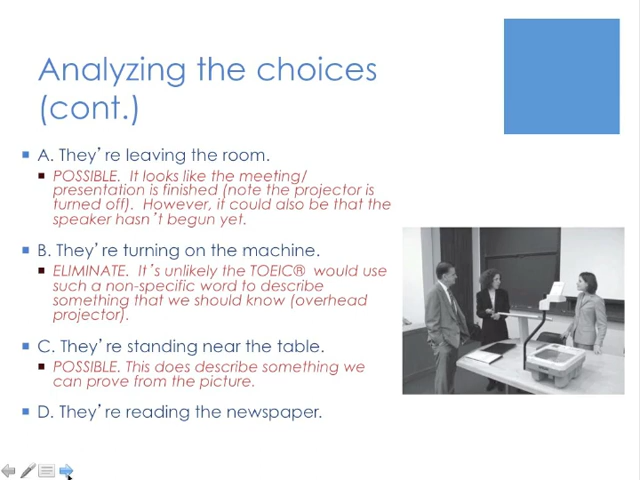 Analyzing the choices
(cont.)
A. They're leaving the room.
POSSIBLE. It looks like the meeting/
presentation is finished (note the projector is
turned off). However, it could also be that the
speaker hasn't begun yet.
B. They're turning on the machine.
ELIMINATE. It's unlikely the TOEIC® would use
such a non-specific word to describe
something that we should know (overhead
projector).
C. They're standing near the table.
POSSIBLE. This does describe something we
can prove from the picture.
D. They're reading the newspaper.